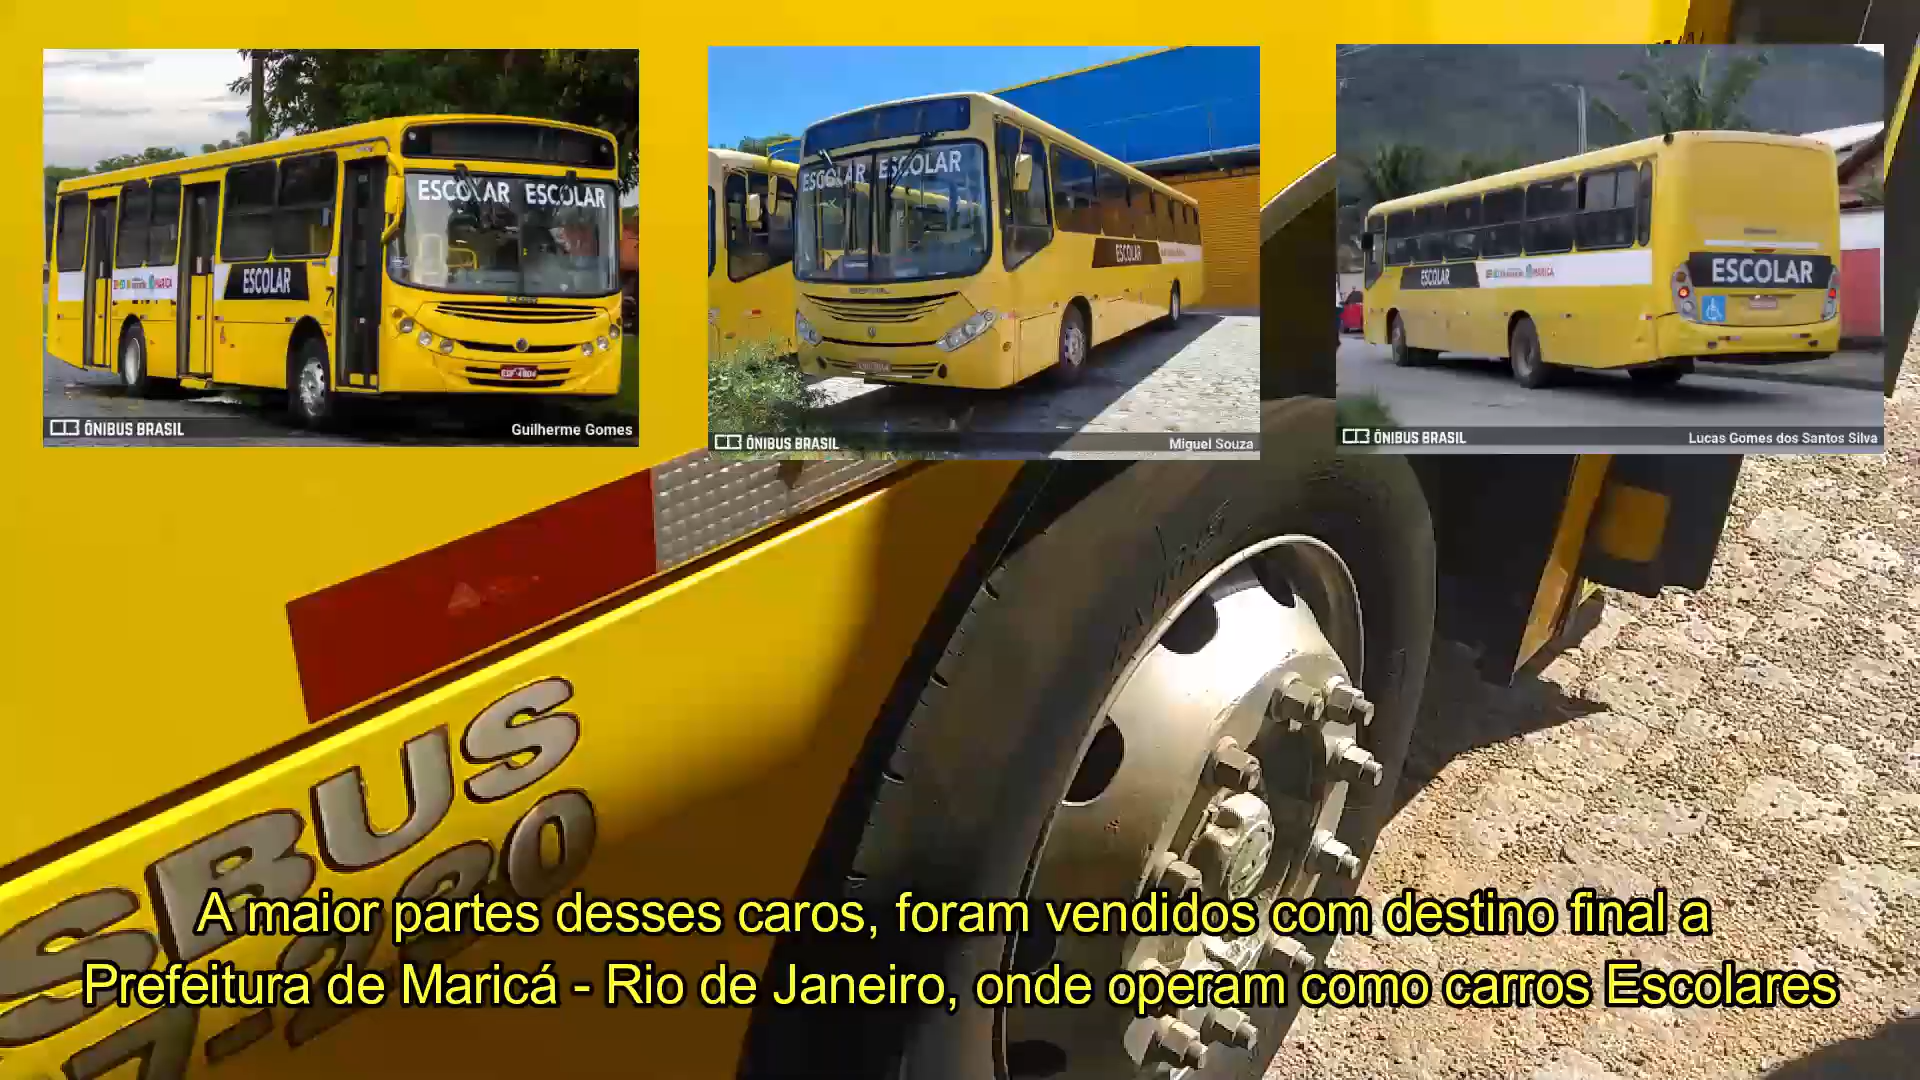 ESCOLAR ESCOLAR
ESCOLAR
MARICÁ
ÔNIBUS BRASIL
Guilherme Gomes
ESCOLAR ESCOLAR
ESCOLAR
ÔNIBUS BRASIL
Miguel Souza
ESCOLAR
ESCOLAR
MARICÁ
ÔNIBUS BRASIL
Lucas Gomes dos Santos Silva
SBUS
A maior partes desses caros, foram vendidos com destino final a
Prefeitura de Maricá - Rio de Janeiro, onde operam como carros Escolares